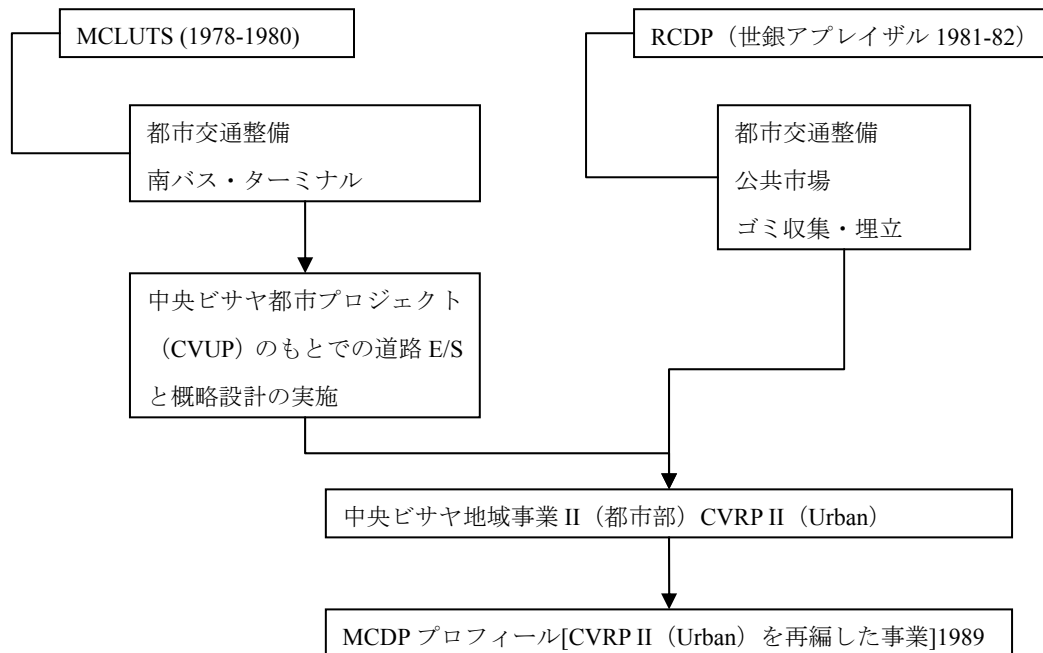 MCLUTS (1978-1980)
RCDP（世銀アプレイザル 1981-82）
都市交通整備
南バス・ターミナル
都市交通整備
公共市場
ゴミ収集・埋立
中央ビサヤ都市プロジェクト
（CVUP）のもとでの道路 E/S
と概略設計の実施
中央ビサヤ地域事業 II（都市部）CVRP II（Urban）
MCDP プロフィール[CVRP II（Urban）を再編した事業]1989